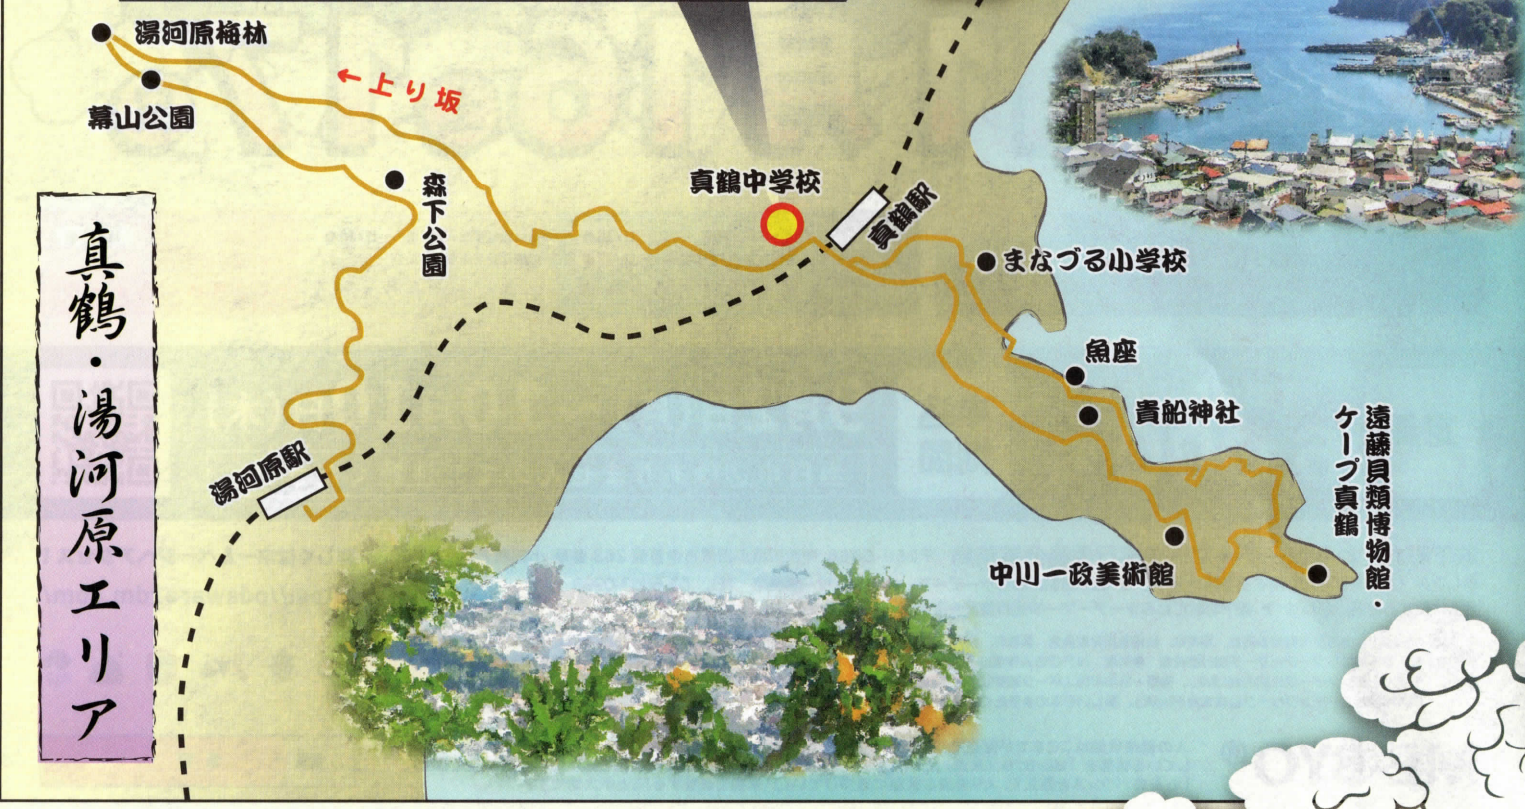 湯河原梅林
←上り坂
幕山公園
森下公園
真鶴中学校
真鶴駅
まなづる小学校
魚座
貴船神社
遠藤貝類博物館・
ケープ真鶴
中川一政美術館
湯河原駅
真鶴・湯河原エリア